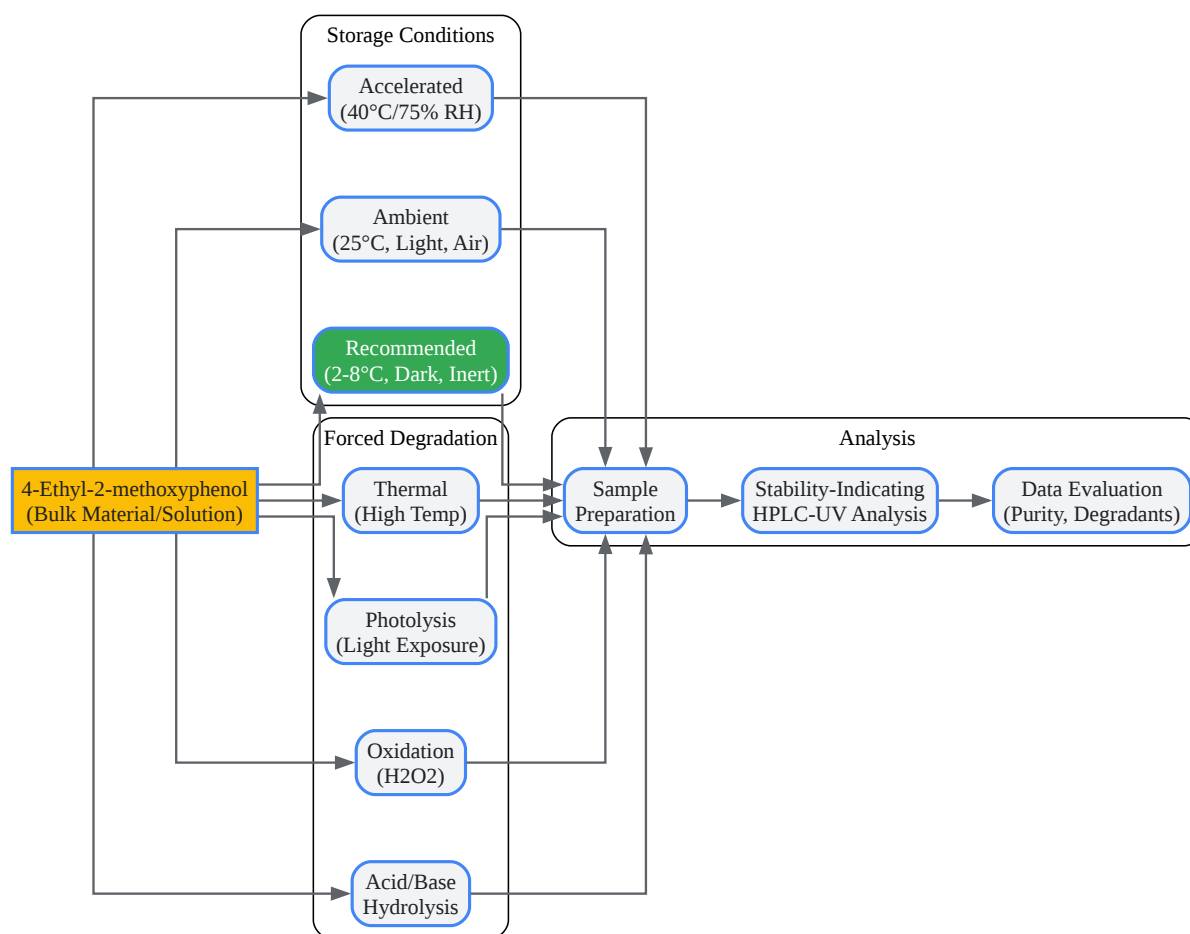 Storage Conditions
Accelerated
(40°C/75% RH)
Ambient
(25°C, Light, Air)
Recommended
(2-8°C, Dark, Inert)
Forced Degradation
Analysis
4-Ethyl-2-methoxyphenol
(Bulk Material/Solution)
Thermal
(High Temp)
Sample
Preparation
Stability-Indicating
HPLC-UV Analysis
Data Evaluation
(Purity, Degradants)
Photolysis
(Light Exposure)
Oxidation
(H2O2)
Acid/Base
Hydrolysis